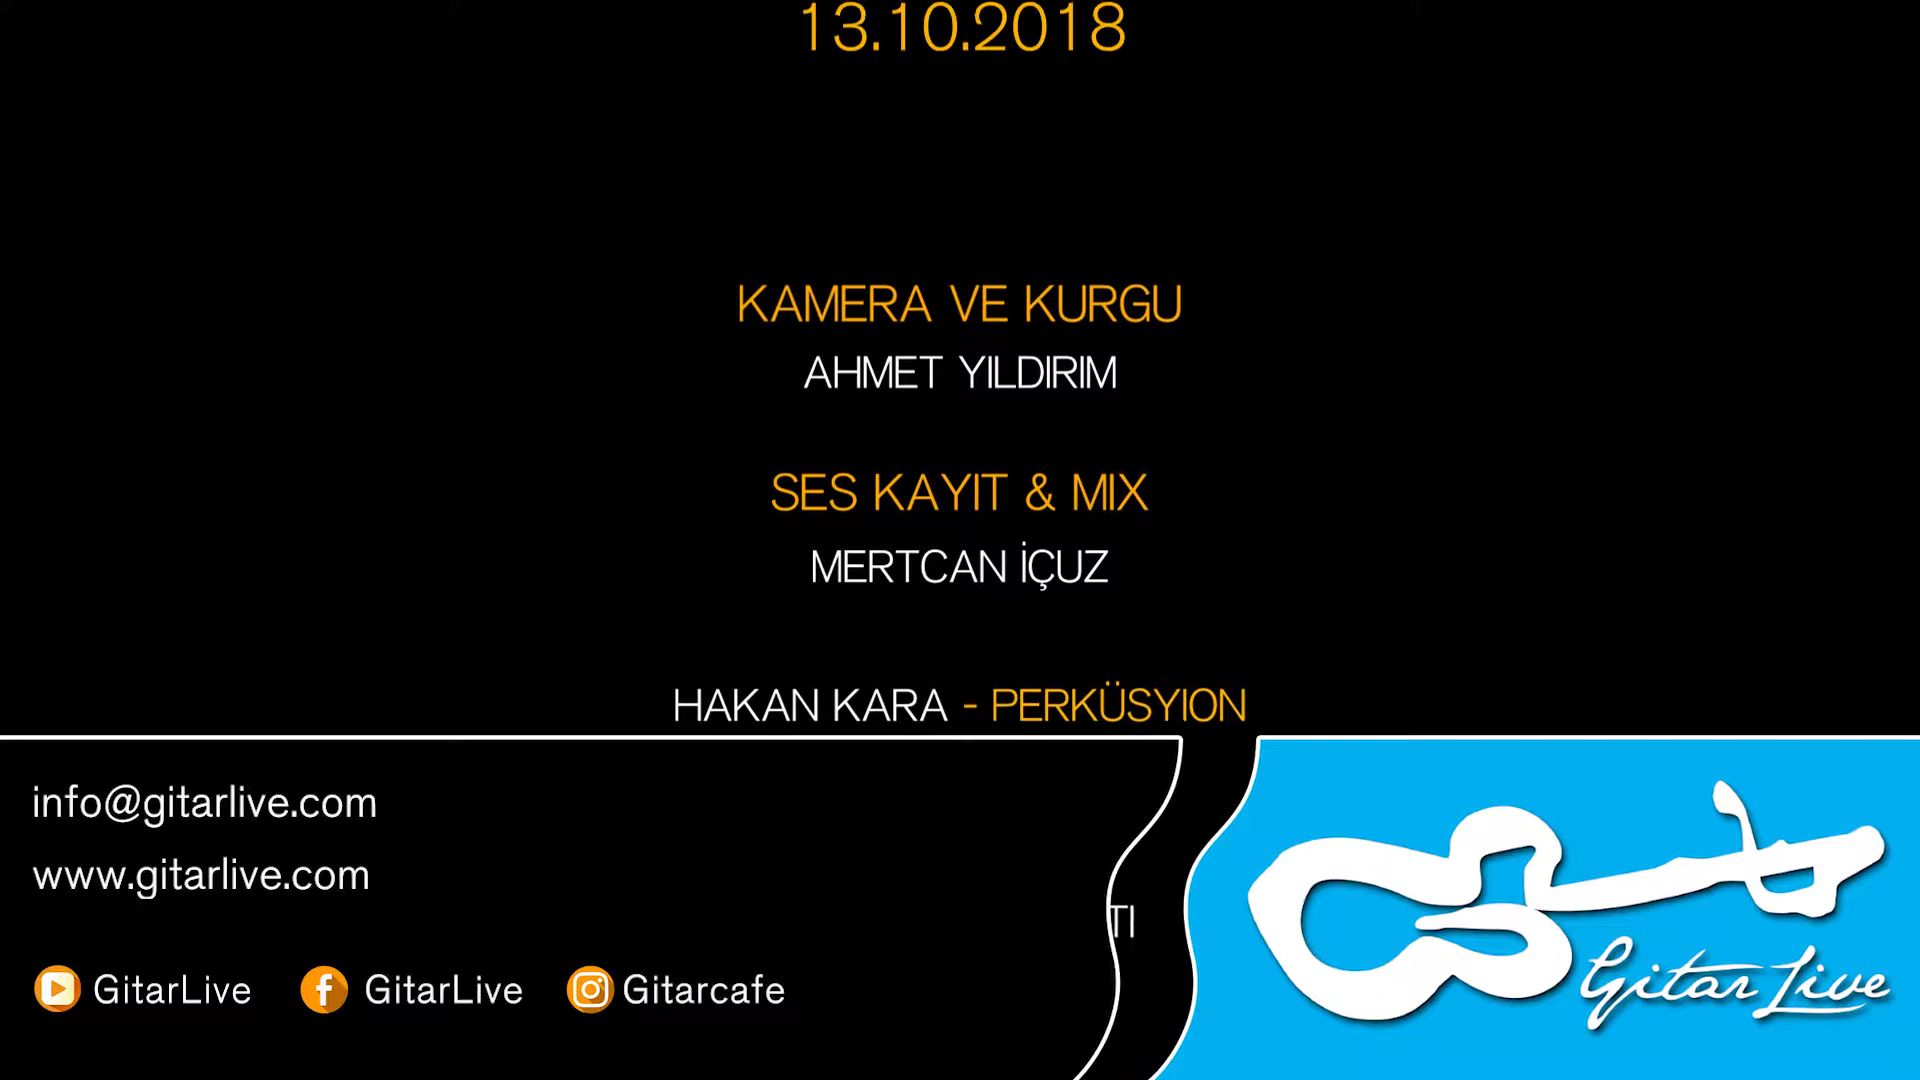 13.10.2018
KAMERA VE KURGU
AHMET YILDIRIM
SES KAYIT & MIX
MERTCAN İÇUZ
HAKAN KARA - PERKÜSYION
info@gitarlive.com
www.gitarlive.com
TI
GitarLive
GitarLive
Gitarcafe
Gitar Live